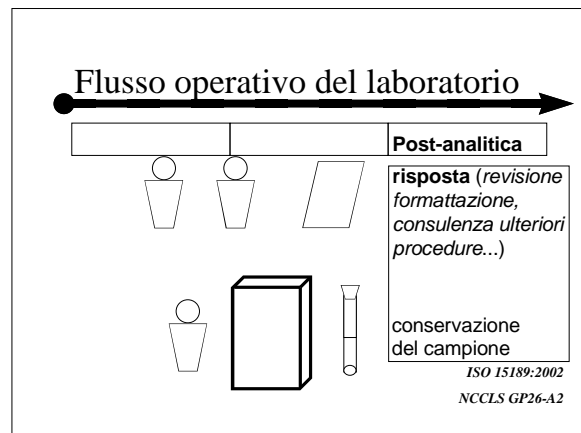 Flusso operativo del laboratorio
Post-analitica
risposta (revisione
formattazione,
consulenza ulteriori
procedure...)
conservazione
del campione
ISO 15189:2002
NCCLS GP26-A2